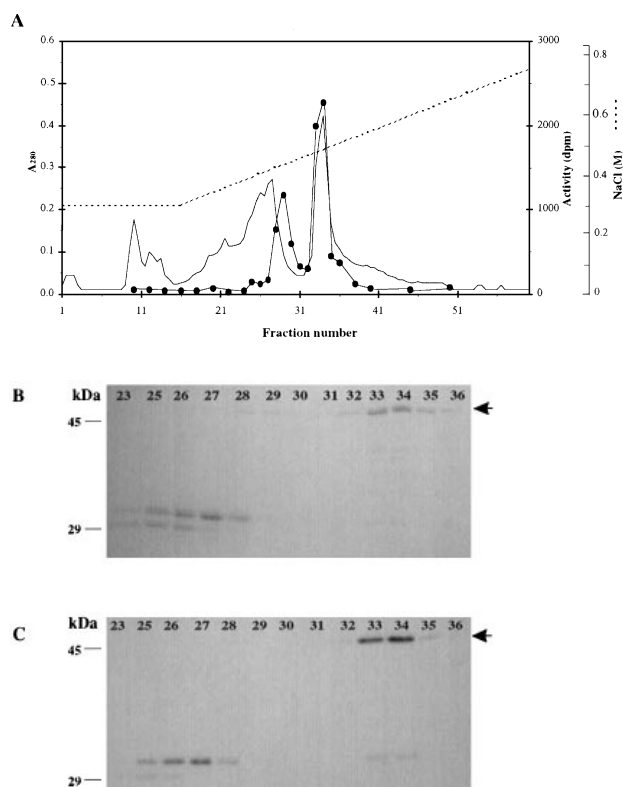 A
0.6
0.5
0.4
0.3
0.2
0.1
0.0
A280
3000
2000
1000
0
Activity (dpm)
0.8
0.6
0.4
0.2
0
NaCl (M)
1 11 21 31 41 51
Fraction number
B
kDa 23 25 26 27 28 29 30 31 32 33 34 35 36
45
29
C
kDa 23 25 26 27 28 29 30 31 32 33 34 35 36
45
29